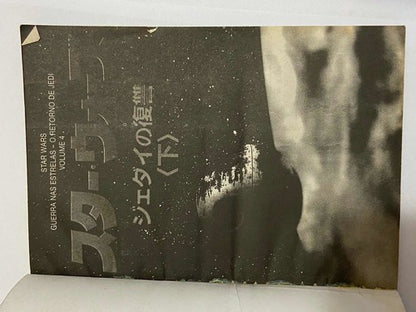 STAR WARS
GUERRA NAS ESTRELAS - O RETORNO DE JEDI
VOLUME 4
スター・ウォーズ
ジェダイの復讐
〈下〉